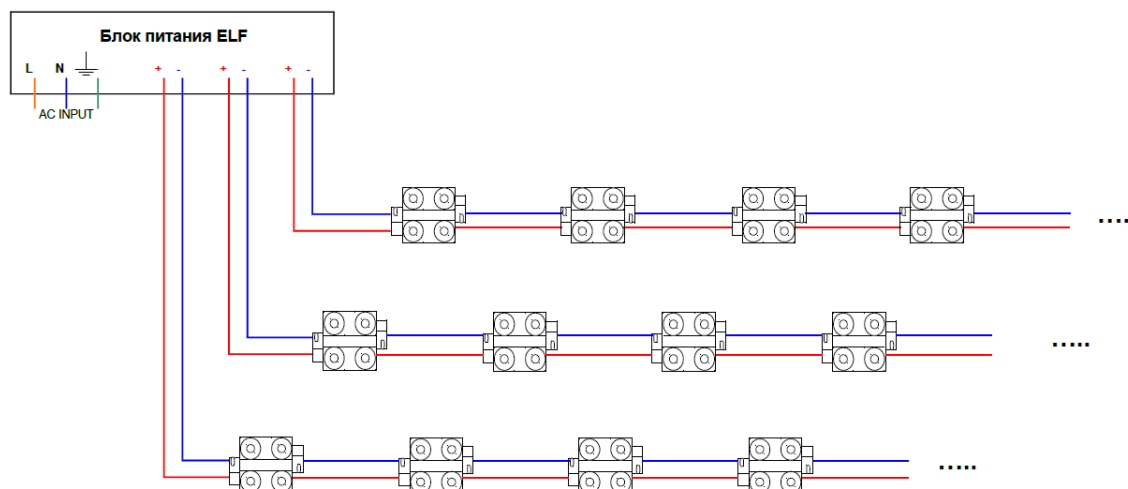 Блок питания ELF
L N + - + - + -
AC INPUT
.....
.....
.....